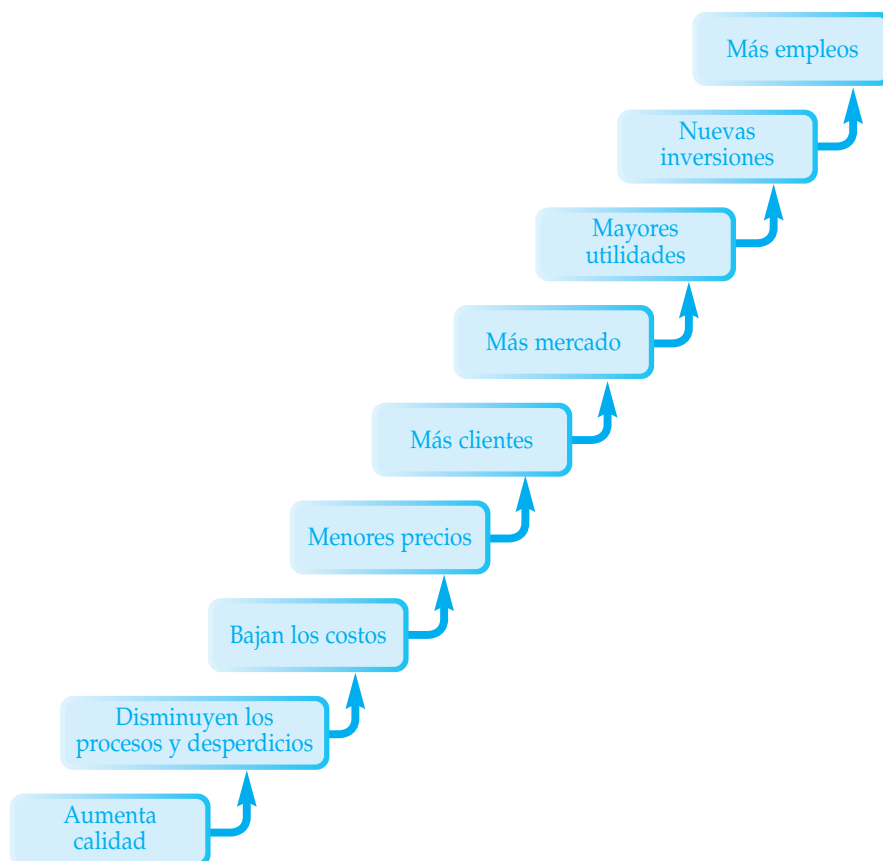 Más empleos
Nuevas
inversiones
Mayores
utilidades
Más mercado
Más clientes
Menores precios
Bajan los costos
Disminuyen los
procesos y desperdicios
Aumenta
calidad